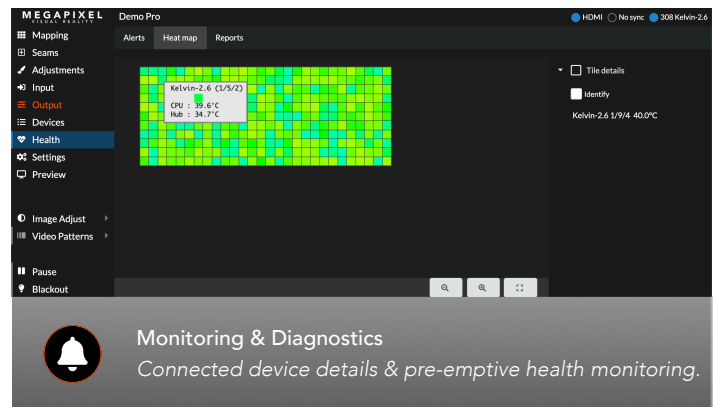 MEGAPIXEL
VISUAL REALITY
Demo Pro
HDMI
No sync
308 Kelvin-2.6
Mapping
Seams
Adjustments
Input
Output
Devices
Health
Settings
Preview
Image Adjust
Video Patterns
Pause
Blackout
Alerts
Heat map
Reports
Kelvin-2.6 (1/5/2)
CPU : 39.6°C
Hub : 34.7°C
Tile details
Identify
Kelvin-2.6 1/9/4 40.0°C
Monitoring & Diagnostics
Connected device details & pre-emptive health monitoring.